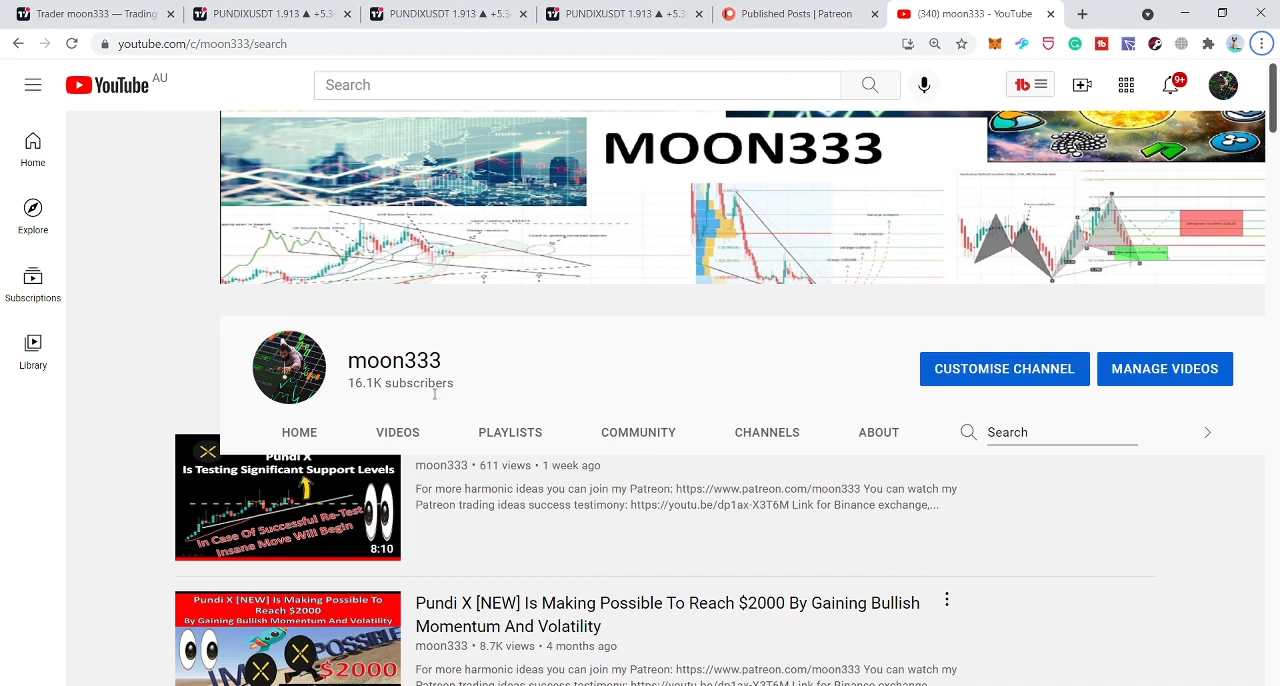 Trader moon333 — Trading
PUNDIXUSDT 1.913 ▲ +5.34
PUNDIXUSDT 1.913 ▲ +5.3
PUNDIXUSDT 1.913 ▲ +5.3
Published Posts | Patreon
(340) moon333 - YouTube
youtube.com/c/moon333/search
YouTube AU
Search
9+
MOON333
Home
Explore
Subscriptions
Library
moon333
16.1K subscribers
CUSTOMISE CHANNEL
MANAGE VIDEOS
HOME
VIDEOS
PLAYLISTS
COMMUNITY
CHANNELS
ABOUT
Search
Pundi X
Is Testing Significant Support Levels
In Case Of Successful Re-Test
Insane Move Will Begin
8:10
moon333 • 611 views • 1 week ago
For more harmonic ideas you can join my Patreon: https://www.patreon.com/moon333 You can watch my
Patreon trading ideas success testimony: https://youtu.be/dp1ax-X3T6M Link for Binance exchange,...
Pundi X [NEW] Is Making Possible To
Reach $2000
By Gaining Bullish Momentum And Volatility
$2000
Pundi X [NEW] Is Making Possible To Reach $2000 By Gaining Bullish
Momentum And Volatility
moon333 • 8.7K views • 4 months ago
For more harmonic ideas you can join my Patreon: https://www.patreon.com/moon333 You can watch my